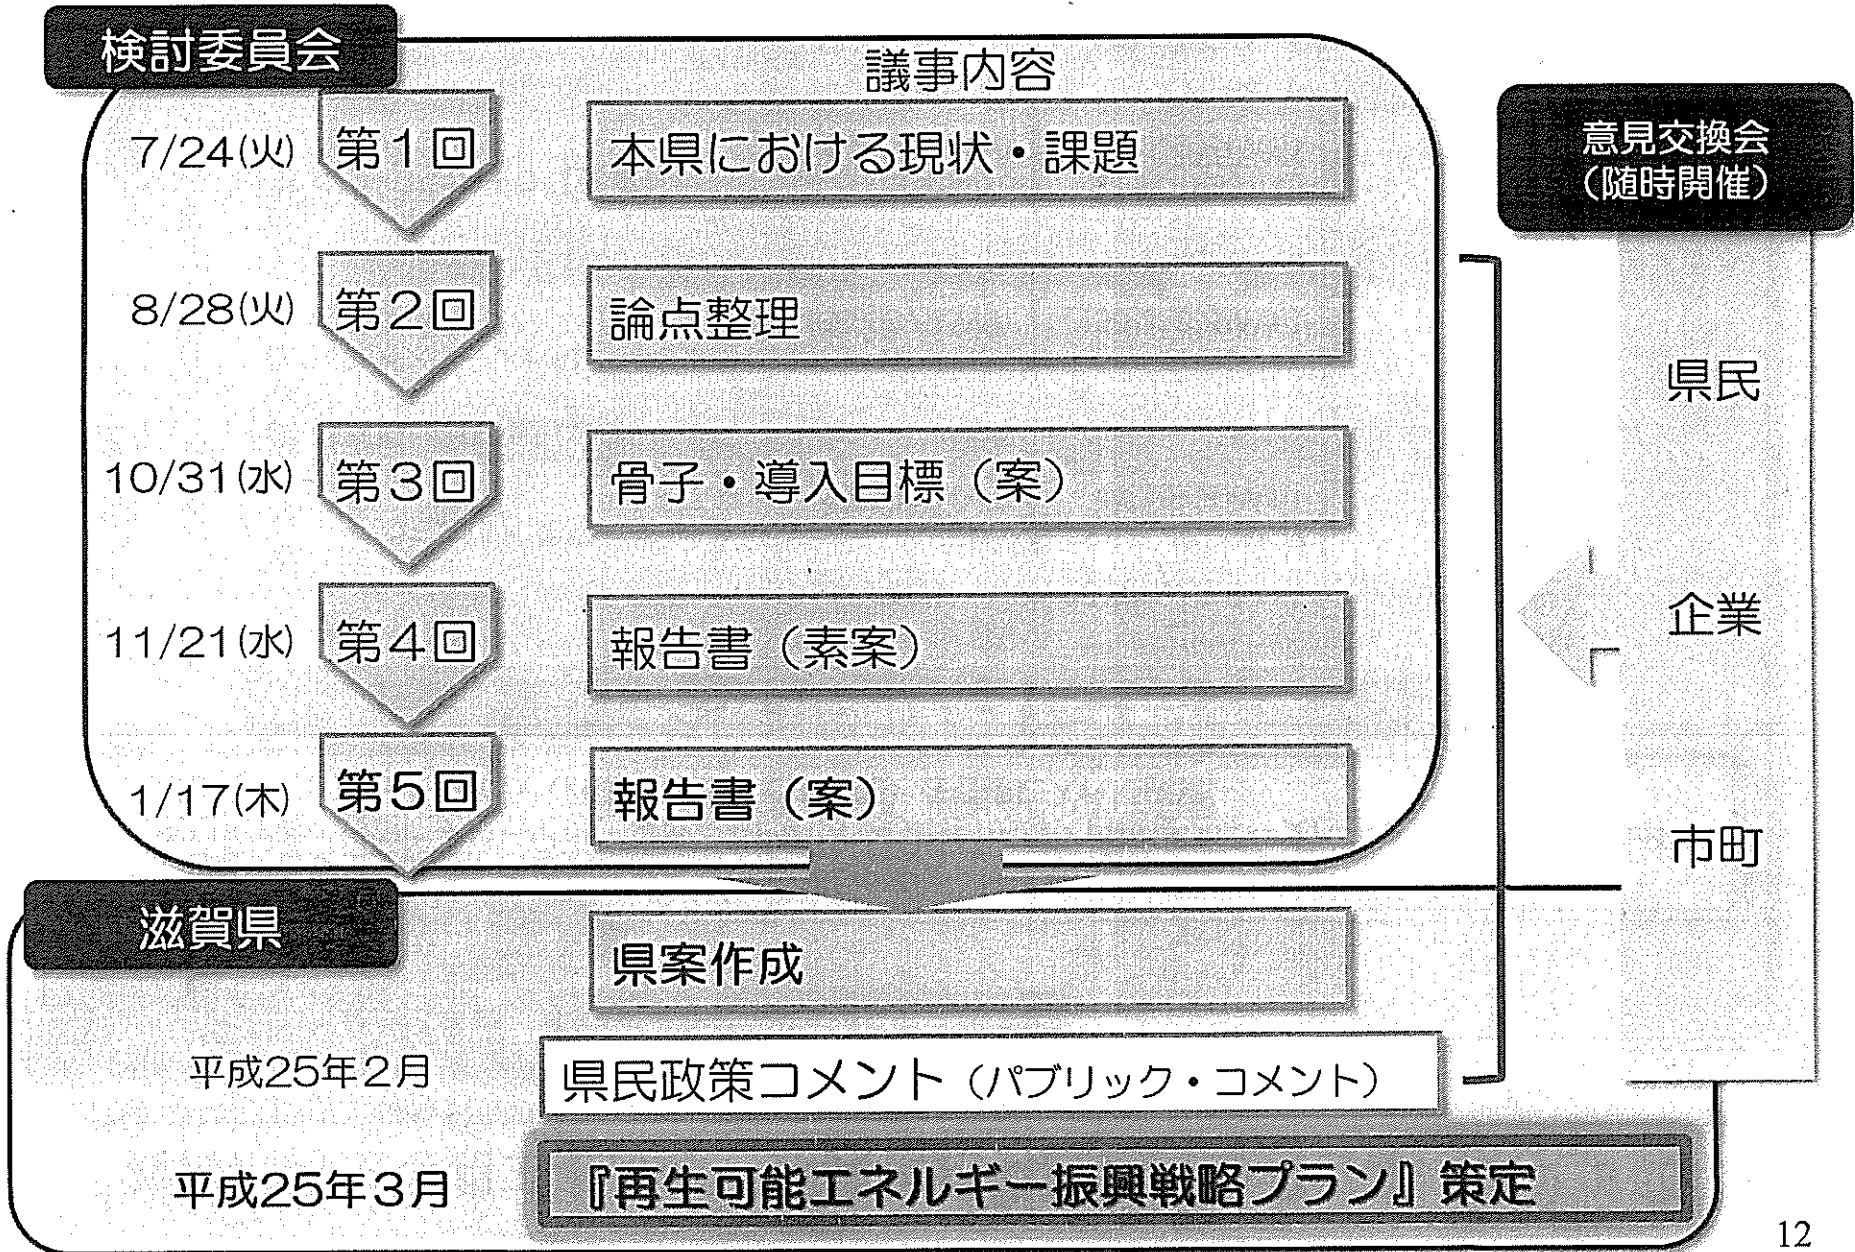 検討委員会
議事内容
7/24(火) 第1回 本県における現状・課題
8/28(火) 第2回 論点整理
10/31(水) 第3回 骨子・導入目標（案）
11/21(水) 第4回 報告書（素案）
1/17(木) 第5回 報告書（案）
意見交換会
（随時開催）
県民
企業
市町
滋賀県
県案作成
平成25年2月 県民政策コメント（パブリック・コメント）
平成25年3月 『再生可能エネルギー振興戦略プラン』策定
12